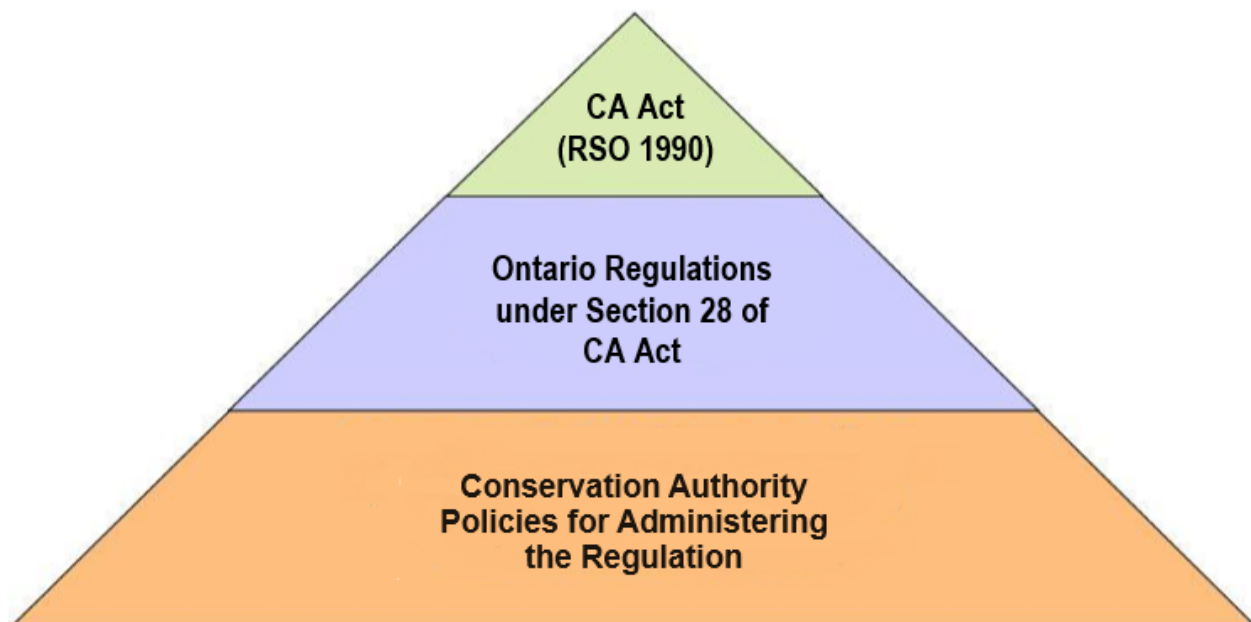 CA Act
(RSO 1990)
Ontario Regulations
under Section 28 of
CA Act
Conservation Authority
Policies for Administering
the Regulation